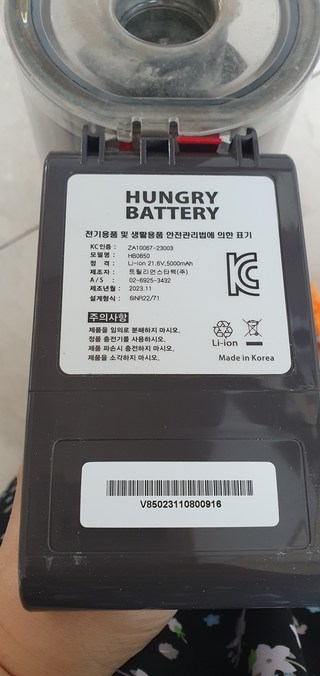 HUNGRY
BATTERY
전기용품 및 생활용품 안전관리법에 의한 표기
KC인증 : ZA10067-23003
모델명 : HB0850
정 격 : Li-ion 21.6V,5000mAh
제조자 : 트릴리언스타택(주)
A/S : 02-6925-3432
제조년월 : 2023.11
설계형식 : 6INR22/71
주의사항
제품을 임의로 분해하지 마시오.
정품 충전기를 사용하시오.
제품 파손시 충전하지 마시오.
제품을 소각하지 마시오.
KC
Li-ion
Made in Korea
V85023110800916